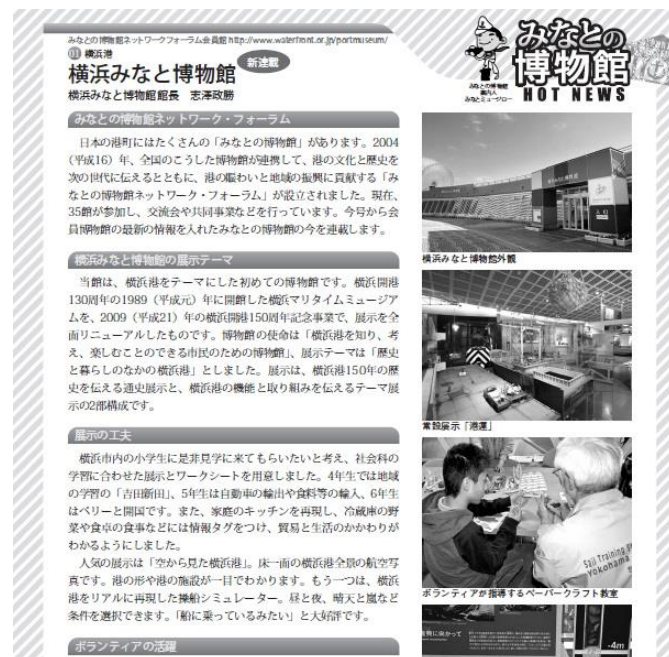 みなとの博物館ネットワークフォーラム会員館 http://www.waterfront.or.jp/portmuseum/
01 横浜港
横浜みなと博物館
新連載
横浜みなと博物館館長 志澤政勝
みなとの博物館
HOT NEWS
みなとの博物館
案内人
みなとミュージロー
みなとの博物館ネットワーク・フォーラム
日本の港町にはたくさんの「みなとの博物館」があります。2004
(平成16)年、全国のこうした博物館が連携して、港の文化と歴史を
次の世代に伝えるとともに、港の賑わいと地域の振興に貢献する「み
なとの博物館ネットワーク・フォーラム」が設立されました。現在、
35館が参加し、交流会や共同事業などを行っています。今号から会
員博物館の最新の情報を入れたみなとの博物館の今を連載します。
横浜みなと博物館の展示テーマ
当館は、横浜港をテーマにした初めての博物館です。横浜開港
130周年の1989(平成元)年に開館した横浜マリタイムミュージア
ムを、2009(平成21)年の横浜開港150周年記念事業で、展示を全
面リニューアルしたものです。博物館の使命は「横浜港を知り、考
え、楽しむことのできる市民のための博物館」、展示テーマは「歴史
と暮らしのなかの横浜港」としました。展示は、横浜港150年の歴
史を伝える通史展示と、横浜港の機能と取り組みを伝えるテーマ展
示の2部構成です。
展示の工夫
横浜市内の小学生に是非見学に来てもらいたいと考え、社会科の
学習に合わせた展示とワークシートを用意しました。4年生では地域
の学習の「吉田新田」、5年生は自動車の輸出や食料等の輸入、6年生
はペリーと開国です。また、家庭のキッチンを再現し、冷蔵庫の野
菜や食卓の食事などには情報タグをつけ、貿易と生活のかかわりが
わかるようにしました。
人気の展示は「空から見た横浜港」。床一面の横浜港全景の航空写
真です。港の形や港の施設が一目でわかります。もう一つは、横浜
港をリアルに再現した操船シミュレーター。昼と夜、晴天と嵐など
条件を選択できます。「船に乗っているみたい」と大好評です。
ボランティアの活躍
横浜みなと博物館外観
常設展示「港運」
Sail Training
Yokohama
ボランティアが指導するペーパークラフト教室
に向かって
-4m